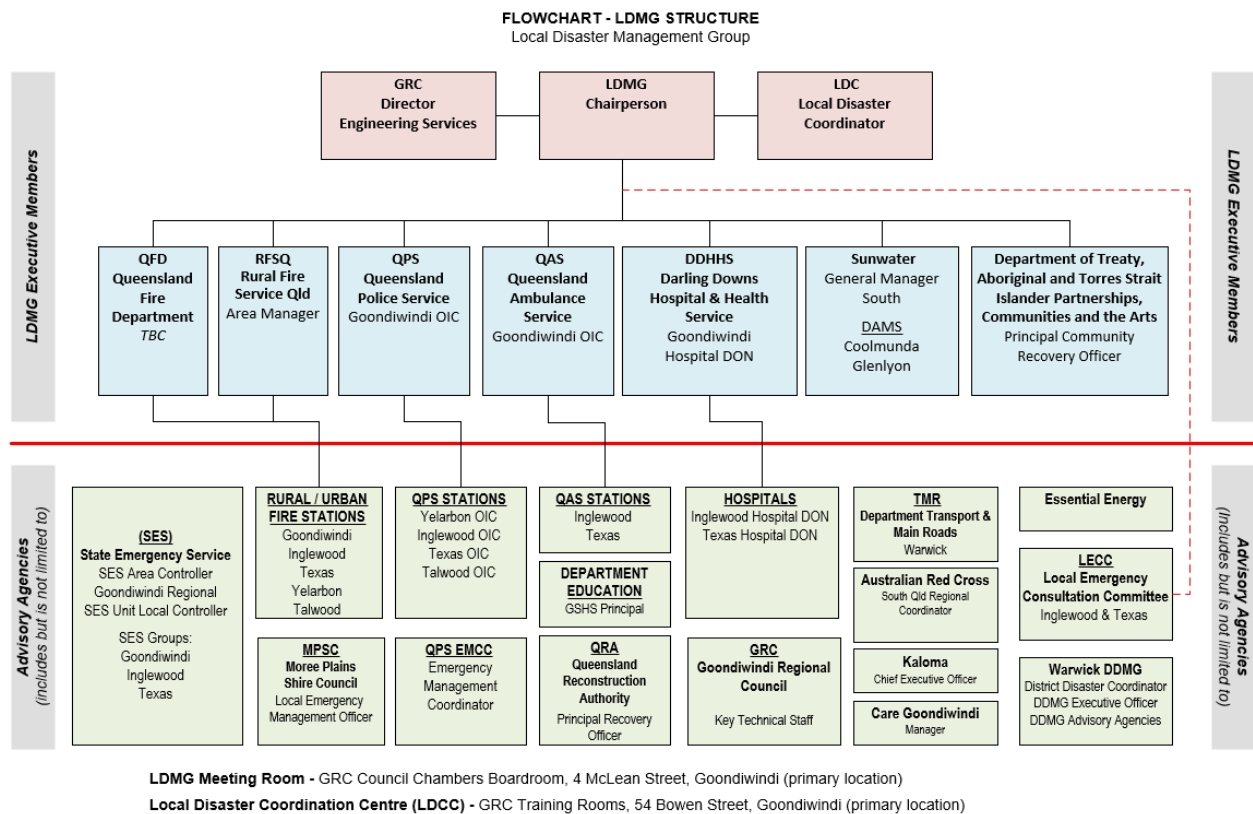 FLOWCHART - LDMG STRUCTURE
Local Disaster Management Group
LDMG Executive Members
GRC
Director
Engineering Services
LDMG
Chairperson
LDC
Local Disaster
Coordinator
LDMG Executive Members
QFD
Queensland
Fire
Department
TBC
RFSQ
Rural Fire
Service Qld
Area Manager
QPS
Queensland
Police Service
Goondiwindi OIC
QAS
Queensland
Ambulance
Service
Goondiwindi OIC
DDHHS
Darling Downs
Hospital & Health
Service
Goondiwindi
Hospital DON
Sunwater
General Manager
South
DAMS
Coolmunda
Glenlyon
Department of Treaty,
Aboriginal and Torres Strait
Islander Partnerships,
Communities and the Arts
Principal Community
Recovery Officer
Advisory Agencies
(includes but is not limited to)
(SES)
State Emergency Service
SES Area Controller
Goondiwindi Regional
SES Unit Local Controller
SES Groups:
Goondiwindi
Inglewood
Texas
RURAL / URBAN
FIRE STATIONS
Goondiwindi
Inglewood
Texas
Yelarbon
Talwood
MPSC
Moree Plains
Shire Council
Local Emergency
Management Officer
QPS STATIONS
Yelarbon OIC
Inglewood OIC
Texas OIC
Talwood OIC
QPS EMCC
Emergency
Management
Coordinator
QAS STATIONS
Inglewood
Texas
DEPARTMENT
EDUCATION
GSHS Principal
QRA
Queensland
Reconstruction
Authority
Principal Recovery
Officer
HOSPITALS
Inglewood Hospital DON
Texas Hospital DON
GRC
Goondiwindi Regional
Council
Key Technical Staff
TMR
Department Transport &
Main Roads
Warwick
Australian Red Cross
South Qld Regional
Coordinator
Kaloma
Chief Executive Officer
Care Goondiwindi
Manager
Essential Energy
LECC
Local Emergency
Consultation Committee
Inglewood & Texas
Warwick DDMG
District Disaster Coordinator
DDMG Executive Officer
DDMG Advisory Agencies
Advisory Agencies
(Includes but is not limited to)
LDMG Meeting Room - GRC Council Chambers Boardroom, 4 McLean Street, Goondiwindi (primary location)
Local Disaster Coordination Centre (LDCC) - GRC Training Rooms, 54 Bowen Street, Goondiwindi (primary location)